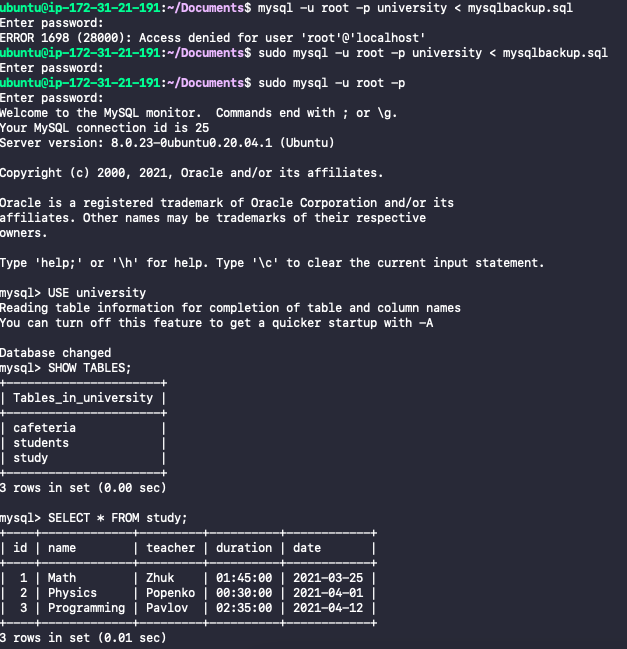 ubuntu@ip-172-31-21-191:~/Documents$ mysql -u root -p university < mysqlbackup.sql
Enter password:
ERROR 1698 (28000): Access denied for user 'root'@'localhost'
ubuntu@ip-172-31-21-191:~/Documents$ sudo mysql -u root -p university < mysqlbackup.sql
Enter password:
ubuntu@ip-172-31-21-191:~/Documents$ sudo mysql -u root -p
Enter password:
Welcome to the MySQL monitor.  Commands end with ; or \g.
Your MySQL connection id is 25
Server version: 8.0.23-0ubuntu0.20.04.1 (Ubuntu)

Copyright (c) 2000, 2021, Oracle and/or its affiliates.

Oracle is a registered trademark of Oracle Corporation and/or its
affiliates. Other names may be trademarks of their respective
owners.

Type 'help;' or '\h' for help. Type '\c' to clear the current input statement.

mysql> USE university
Reading table information for completion of table and column names
You can turn off this feature to get a quicker startup with -A

Database changed
mysql> SHOW TABLES;
+----------------------+
| Tables_in_university |
+----------------------+
| cafeteria            |
| students             |
| study                |
+----------------------+
3 rows in set (0.00 sec)

mysql> SELECT * FROM study;
+----+-------------+---------+----------+------------+
| id | name        | teacher | duration | date       |
+----+-------------+---------+----------+------------+
|  1 | Math        | Zhuk    | 01:45:00 | 2021-03-25 |
|  2 | Physics     | Popenko | 00:30:00 | 2021-04-01 |
|  3 | Programming | Pavlov  | 02:35:00 | 2021-04-12 |
+----+-------------+---------+----------+------------+
3 rows in set (0.01 sec)